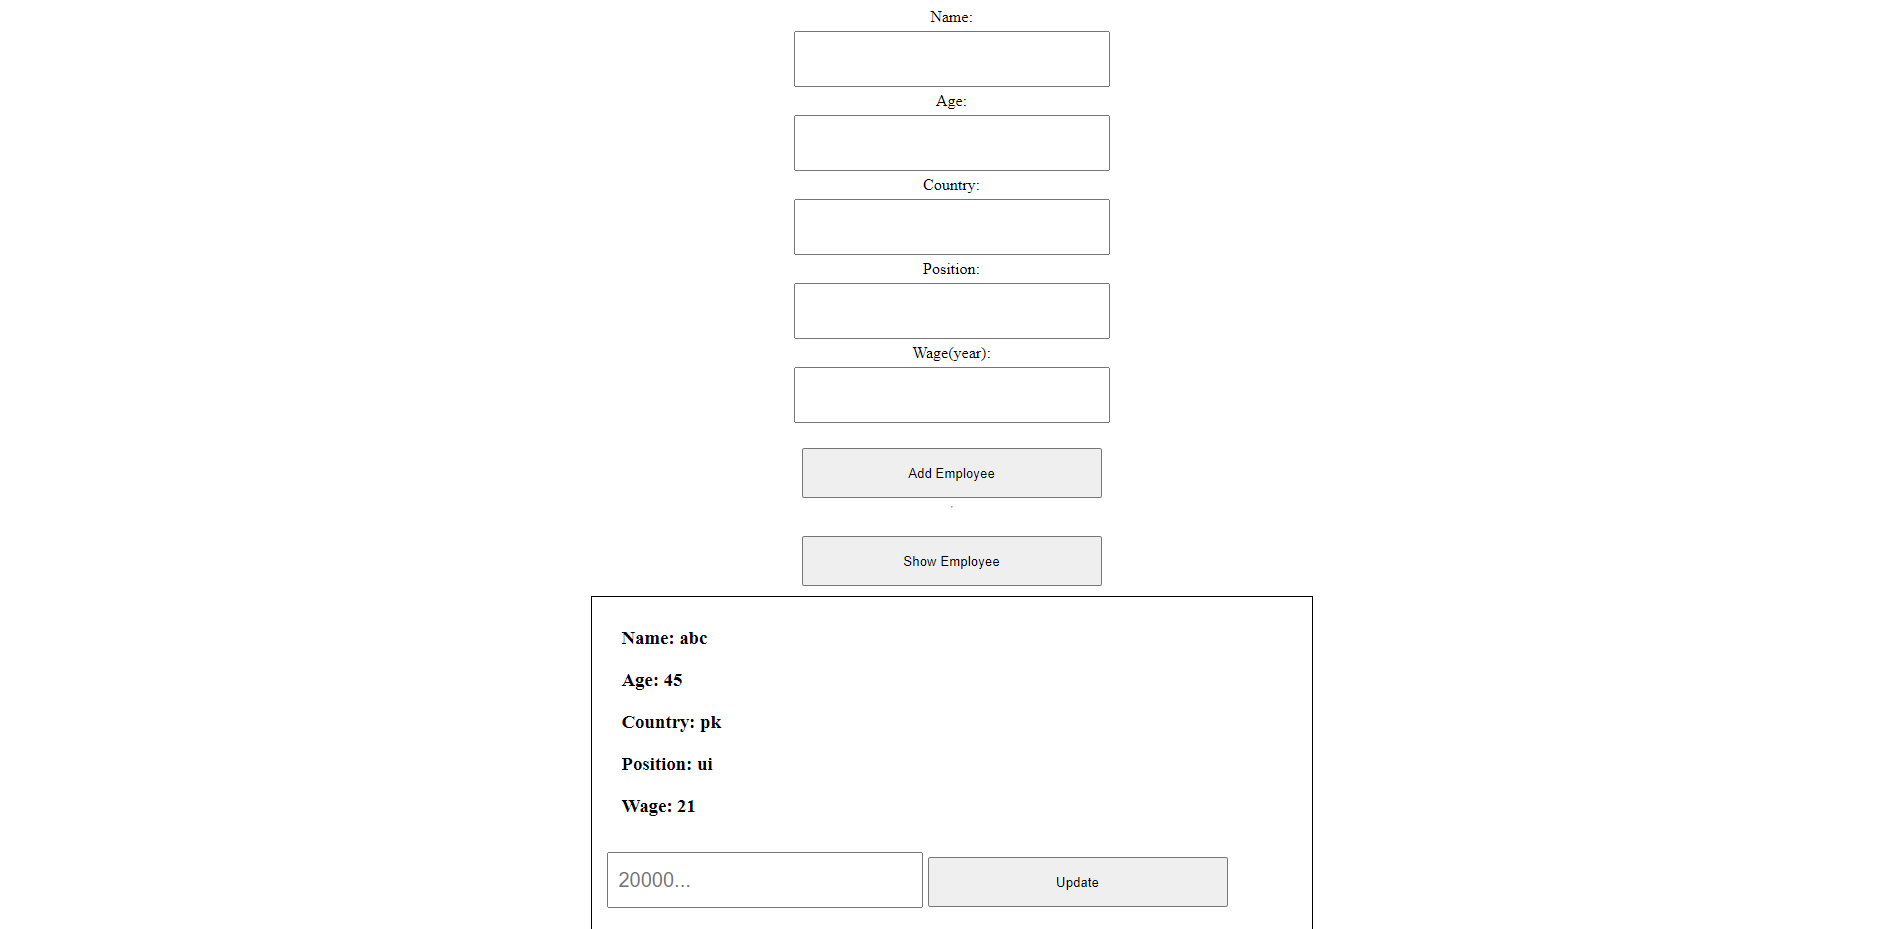 Name:
Age:
Country:
Position:
Wage(year):
Add Employee
Show Employee
Name: abc
Age: 45
Country: pk
Position: ui
Wage: 21
20000... Update